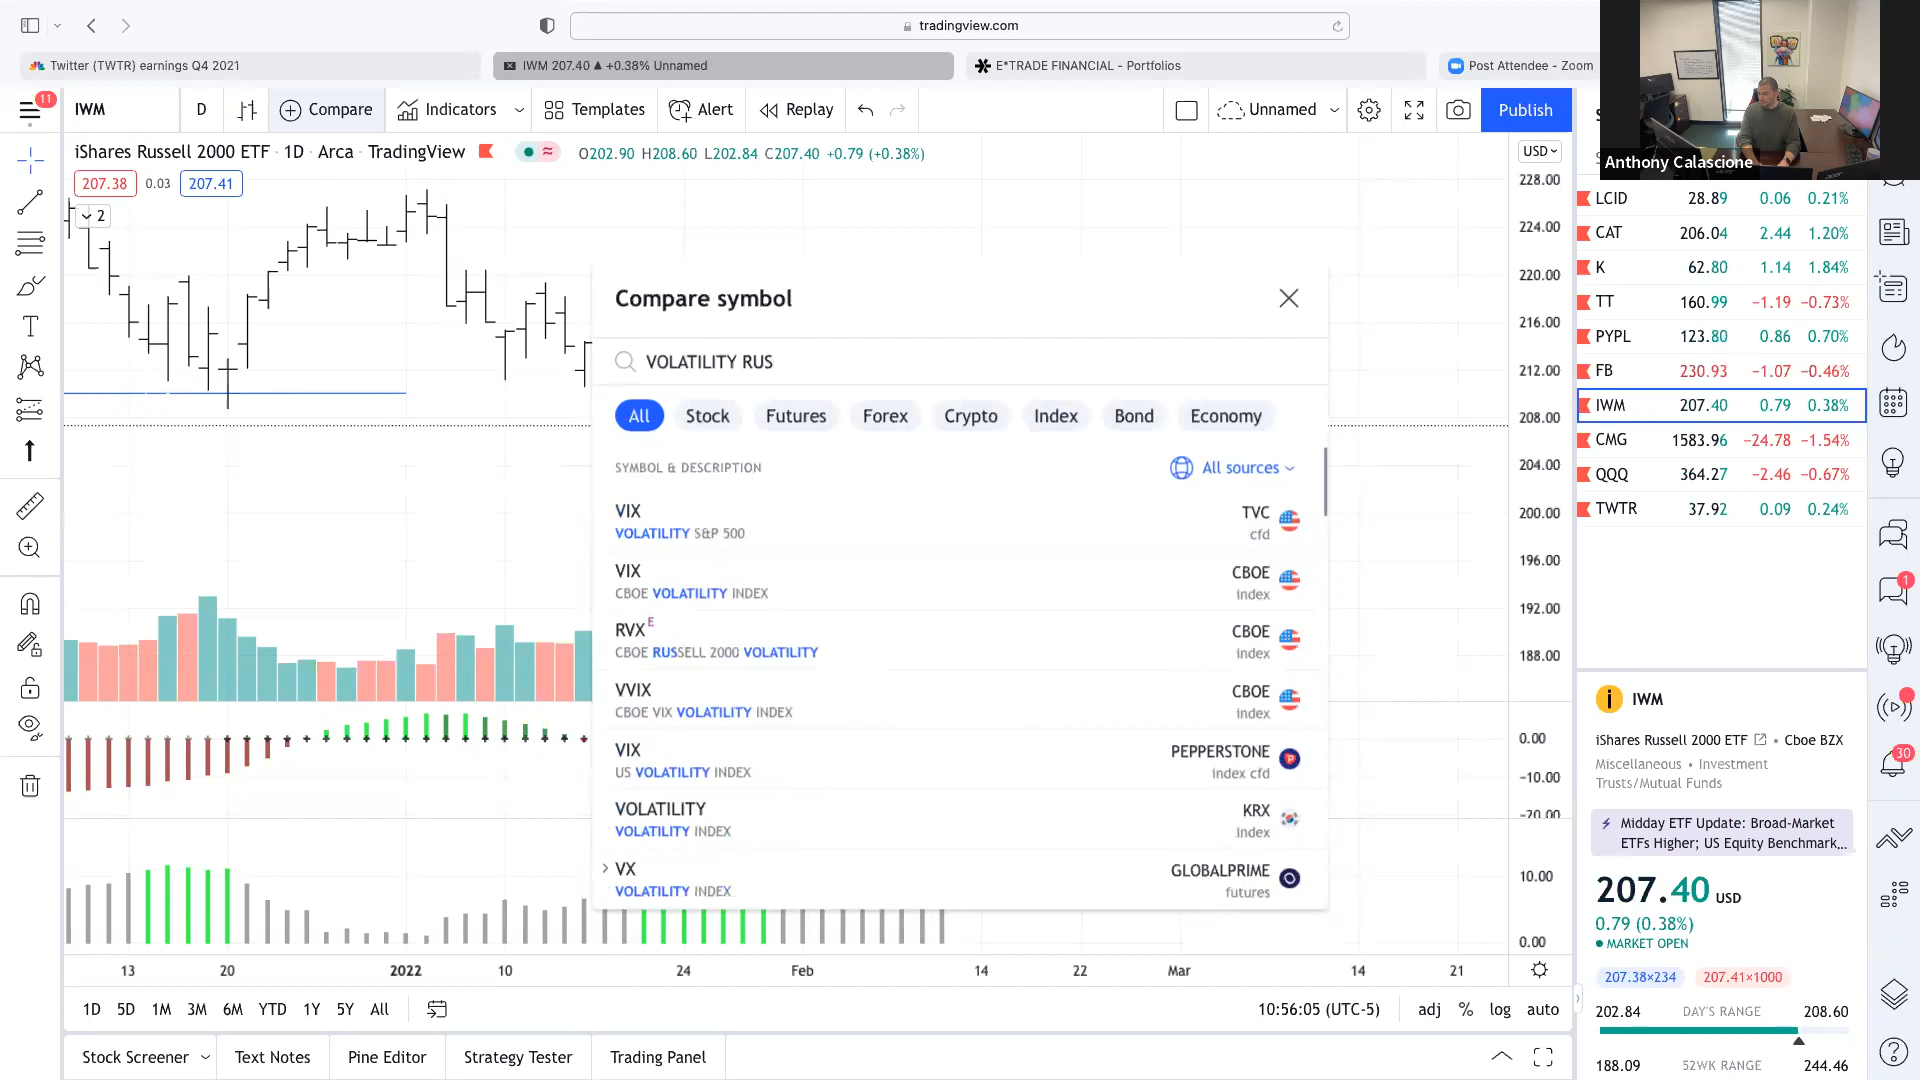 tradingview.com
Twitter (TWTR) earnings Q4 2021
IWM 207.40 ▲ +0.38% Unnamed
E*TRADE FINANCIAL - Portfolios
Post Attendee - Zoom
Anthony Calascione
11
IWM
D
Compare
Indicators
Templates
Alert
Replay
Unnamed
Publish
iShares Russell 2000 ETF · 1D · Arca · TradingView
O202.90 H208.60 L202.84 C207.40 +0.79 (+0.38%)
207.38
0.03
207.41
2
USD
228.00
224.00
220.00
216.00
212.00
208.00
204.00
200.00
196.00
192.00
188.00
0.00
−10.00
−20.00
10.00
0.00
Compare symbol
VOLATILITY RUS
All
Stock
Futures
Forex
Crypto
Index
Bond
Economy
SYMBOL & DESCRIPTION
All sources
VIX
VOLATILITY S&P 500
TVC
cfd
VIX
CBOE VOLATILITY INDEX
CBOE
index
RVX E
CBOE RUSSELL 2000 VOLATILITY
CBOE
index
VVIX
CBOE VIX VOLATILITY INDEX
CBOE
index
VIX
US VOLATILITY INDEX
PEPPERSTONE
index cfd
VOLATILITY
VOLATILITY INDEX
KRX
index
VX
VOLATILITY INDEX
GLOBALPRIME
futures
13
20
2022
10
24
Feb
14
22
Mar
14
21
1D 5D 1M 3M 6M YTD 1Y 5Y All
10:56:05 (UTC-5)
adj % log auto
Stock Screener
Text Notes
Pine Editor
Strategy Tester
Trading Panel
LCID 28.89 0.06 0.21%
CAT 206.04 2.44 1.20%
K 62.80 1.14 1.84%
TT 160.99 −1.19 −0.73%
PYPL 123.80 0.86 0.70%
FB 230.93 −1.07 −0.46%
IWM 207.40 0.79 0.38%
CMG 1583.96 −24.78 −1.54%
QQQ 364.27 −2.46 −0.67%
TWTR 37.92 0.09 0.24%
IWM
iShares Russell 2000 ETF • Cboe BZX
Miscellaneous • Investment
Trusts/Mutual Funds
Midday ETF Update: Broad-Market
ETFs Higher; US Equity Benchmark...
207.40 USD
0.79 (0.38%)
MARKET OPEN
207.38×234
207.41×1000
202.84 DAY'S RANGE 208.60
188.09 52WK RANGE 244.46
1
30